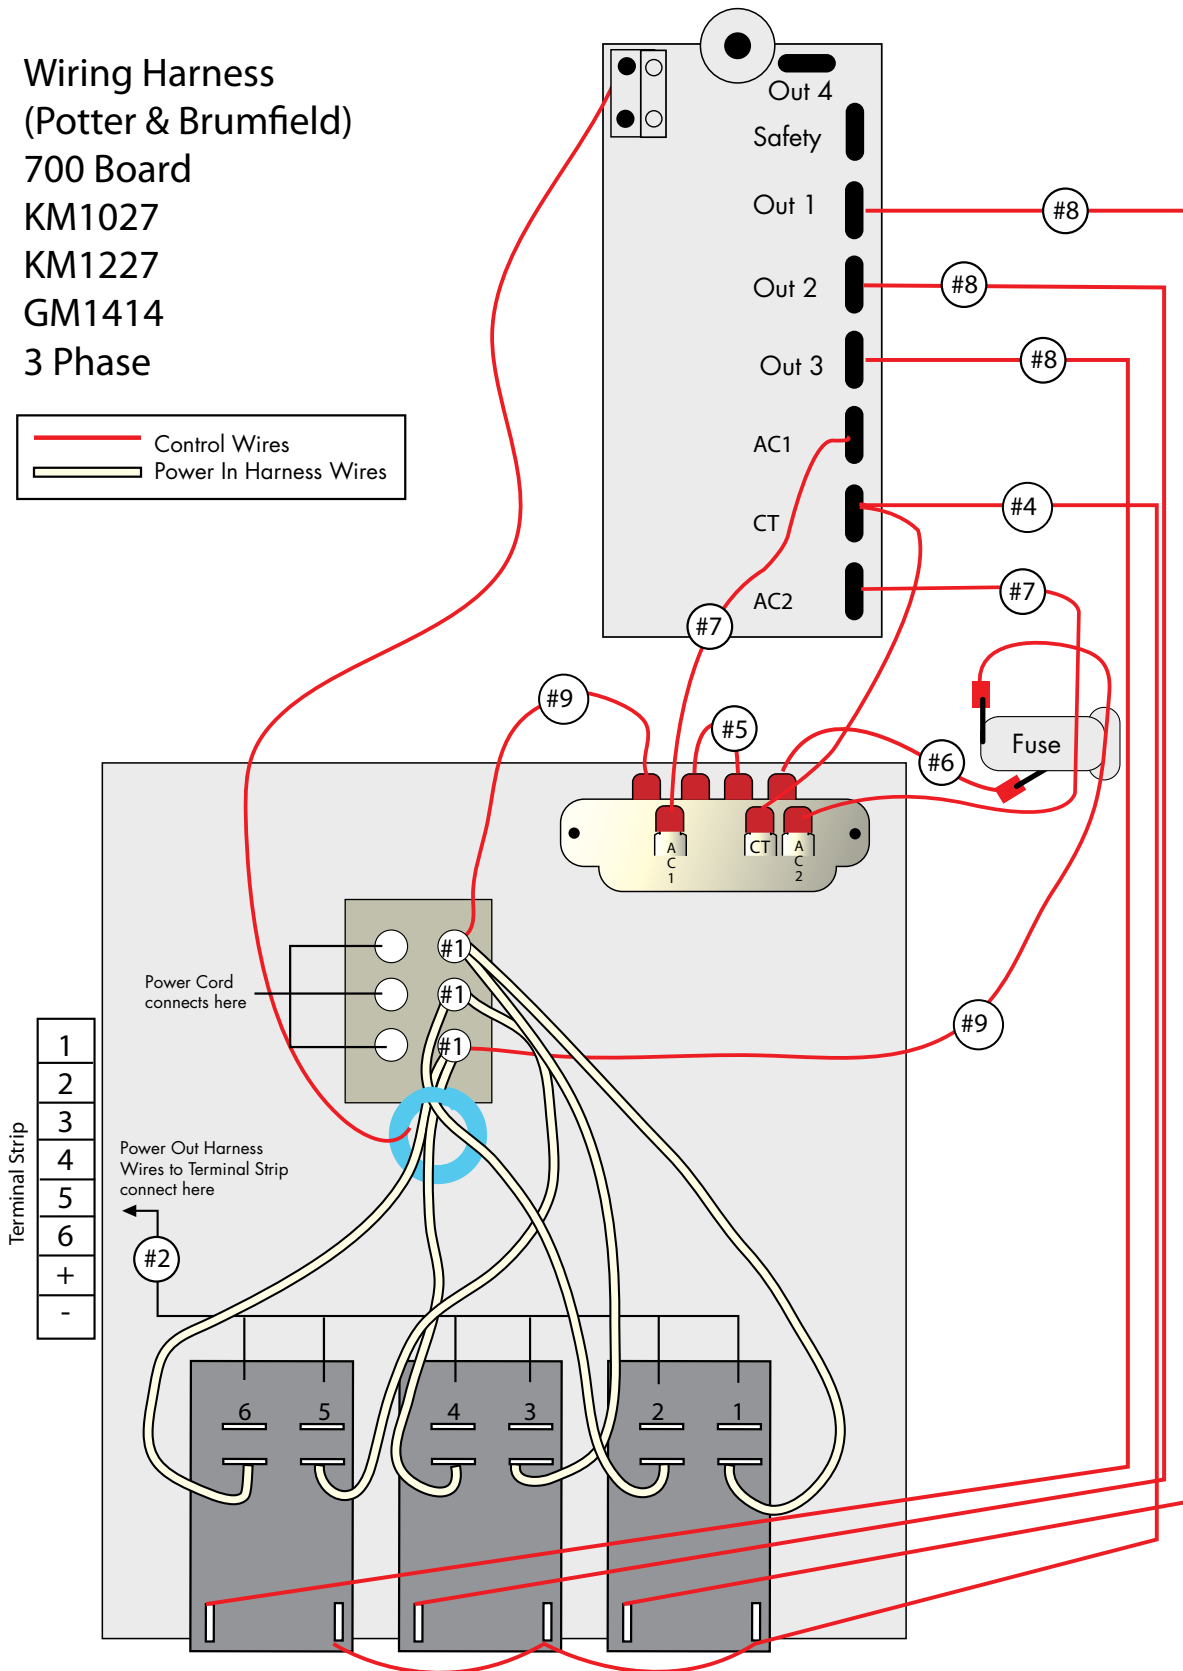 Wiring Harness
(Potter & Brumfield)
700 Board
KM1027
KM1227
GM1414
3 Phase
Control Wires
Power In Harness Wires
Out 4
Safety
Out 1
#8
Out 2
#8
Out 3
#8
AC1
CT
#4
AC2
#7
#7
#9
#5
#6
Fuse
AC1
CT
AC2
#1
#1
#1
Power Cord
connects here
#9
Terminal Strip
1
2
3
4
5
6
+
-
Power Out Harness
Wires to Terminal Strip
connect here
#2
6
5
4
3
2
1